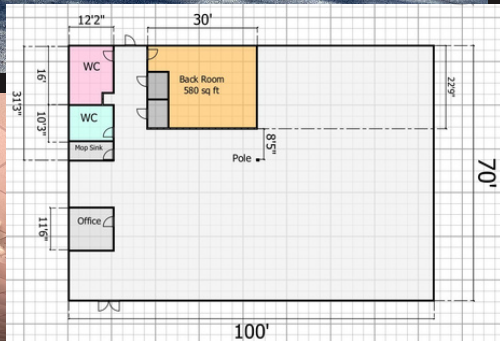 12'2"
30'
WC
16'
Back Room
580 sq ft
22'9"
31'3"
WC
10'3"
Mop Sink
8'5"
Pole
70'
Office
11'6"
100'